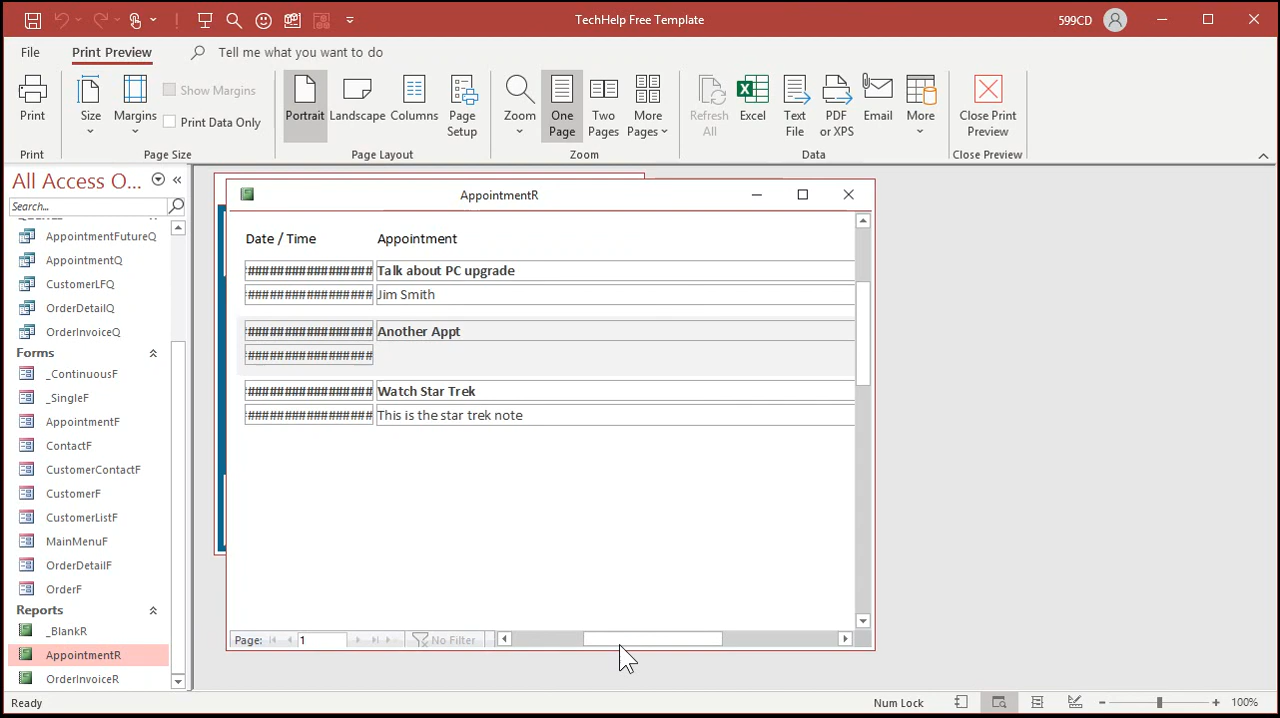 TechHelp Free Template
599CD
File
Print Preview
Tell me what you want to do
Print
Size
Margins
Show Margins
Print Data Only
Portrait
Landscape
Columns
Page Setup
Zoom
One Page
Two Pages
More Pages
Refresh All
Excel
Text File
PDF or XPS
Email
More
Close Print Preview
Print
Page Size
Page Layout
Zoom
Data
Close Preview
All Access O...
Search...
AppointmentFutureQ
AppointmentQ
CustomerLFQ
OrderDetailQ
OrderInvoiceQ
Forms
_ContinuousF
_SingleF
AppointmentF
ContactF
CustomerContactF
CustomerF
CustomerListF
MainMenuF
OrderDetailF
OrderF
Reports
_BlankR
AppointmentR
OrderInvoiceR
AppointmentR
Date / Time Appointment
################# Talk about PC upgrade
################# Jim Smith
################# Another Appt
#################
################# Watch Star Trek
################# This is the star trek note
Page: 1 No Filter
Ready
Num Lock
100%